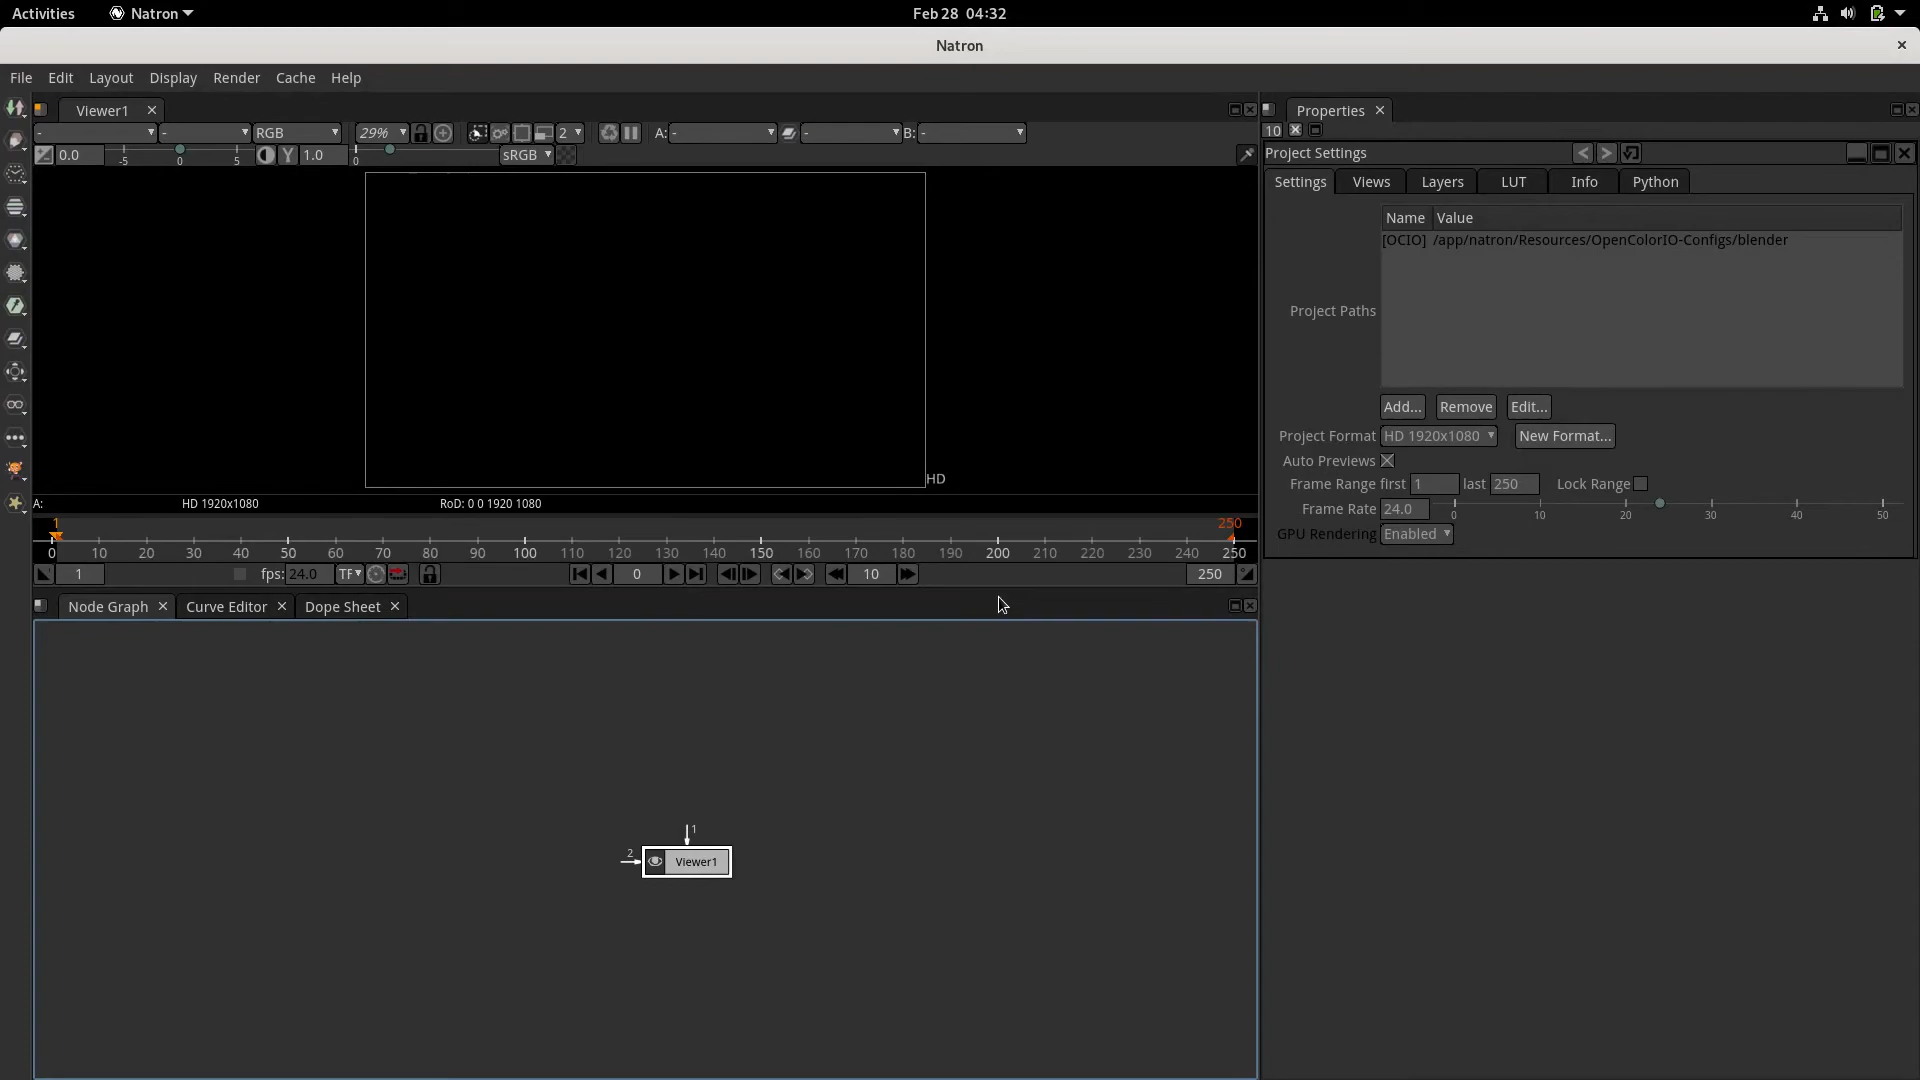 Activities Natron Feb 28 04:32
Natron
File Edit Layout Display Render Cache Help
Viewer1
- - RGB 29% 2 A: - - B: -
0.0 -5 0 5 Y 1.0 0 sRGB
HD
A: HD 1920x1080 RoD: 0 0 1920 1080
1 250
0 10 20 30 40 50 60 70 80 90 100 110 120 130 140 150 160 170 180 190 200 210 220 230 240 250
1 fps: 24.0 TF 0 10 250
Node Graph Curve Editor Dope Sheet
1
2
Viewer1
Properties
10
Project Settings
Settings Views Layers LUT Info Python
Name Value
[OCIO] /app/natron/Resources/OpenColorIO-Configs/blender
Project Paths
Add... Remove Edit...
Project Format HD 1920x1080 New Format...
Auto Previews
Frame Range first 1 last 250 Lock Range
Frame Rate 24.0 0 10 20 30 40 50
GPU Rendering Enabled